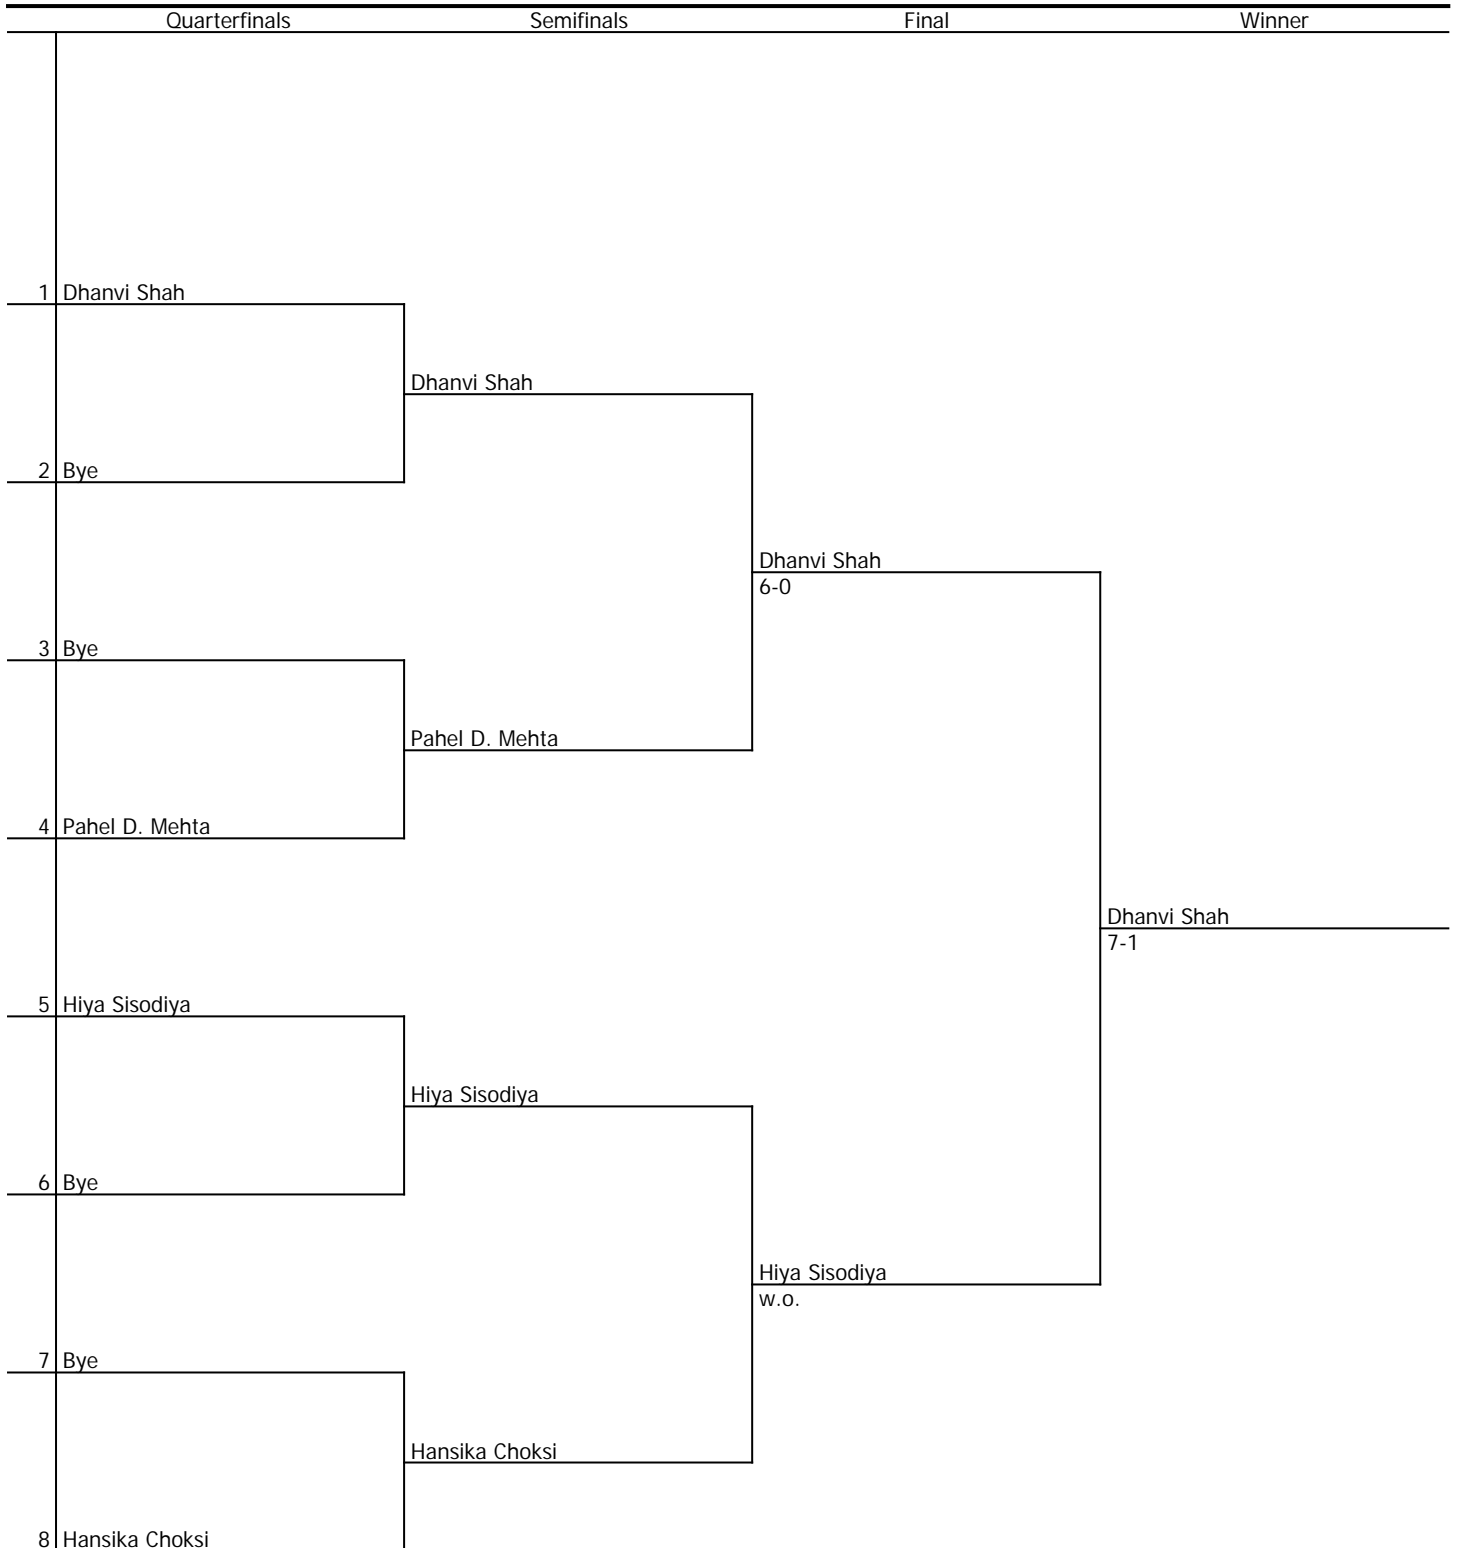 Quarterfinals Semifinals Final Winner
1 Dhanvi Shah
Dhanvi Shah
2 Bye
Dhanvi Shah
6-0
3 Bye
Pahel D. Mehta
4 Pahel D. Mehta
Dhanvi Shah
7-1
5 Hiya Sisodiya
Hiya Sisodiya
6 Bye
Hiya Sisodiya
w.o.
7 Bye
Hansika Choksi
8 Hansika Choksi